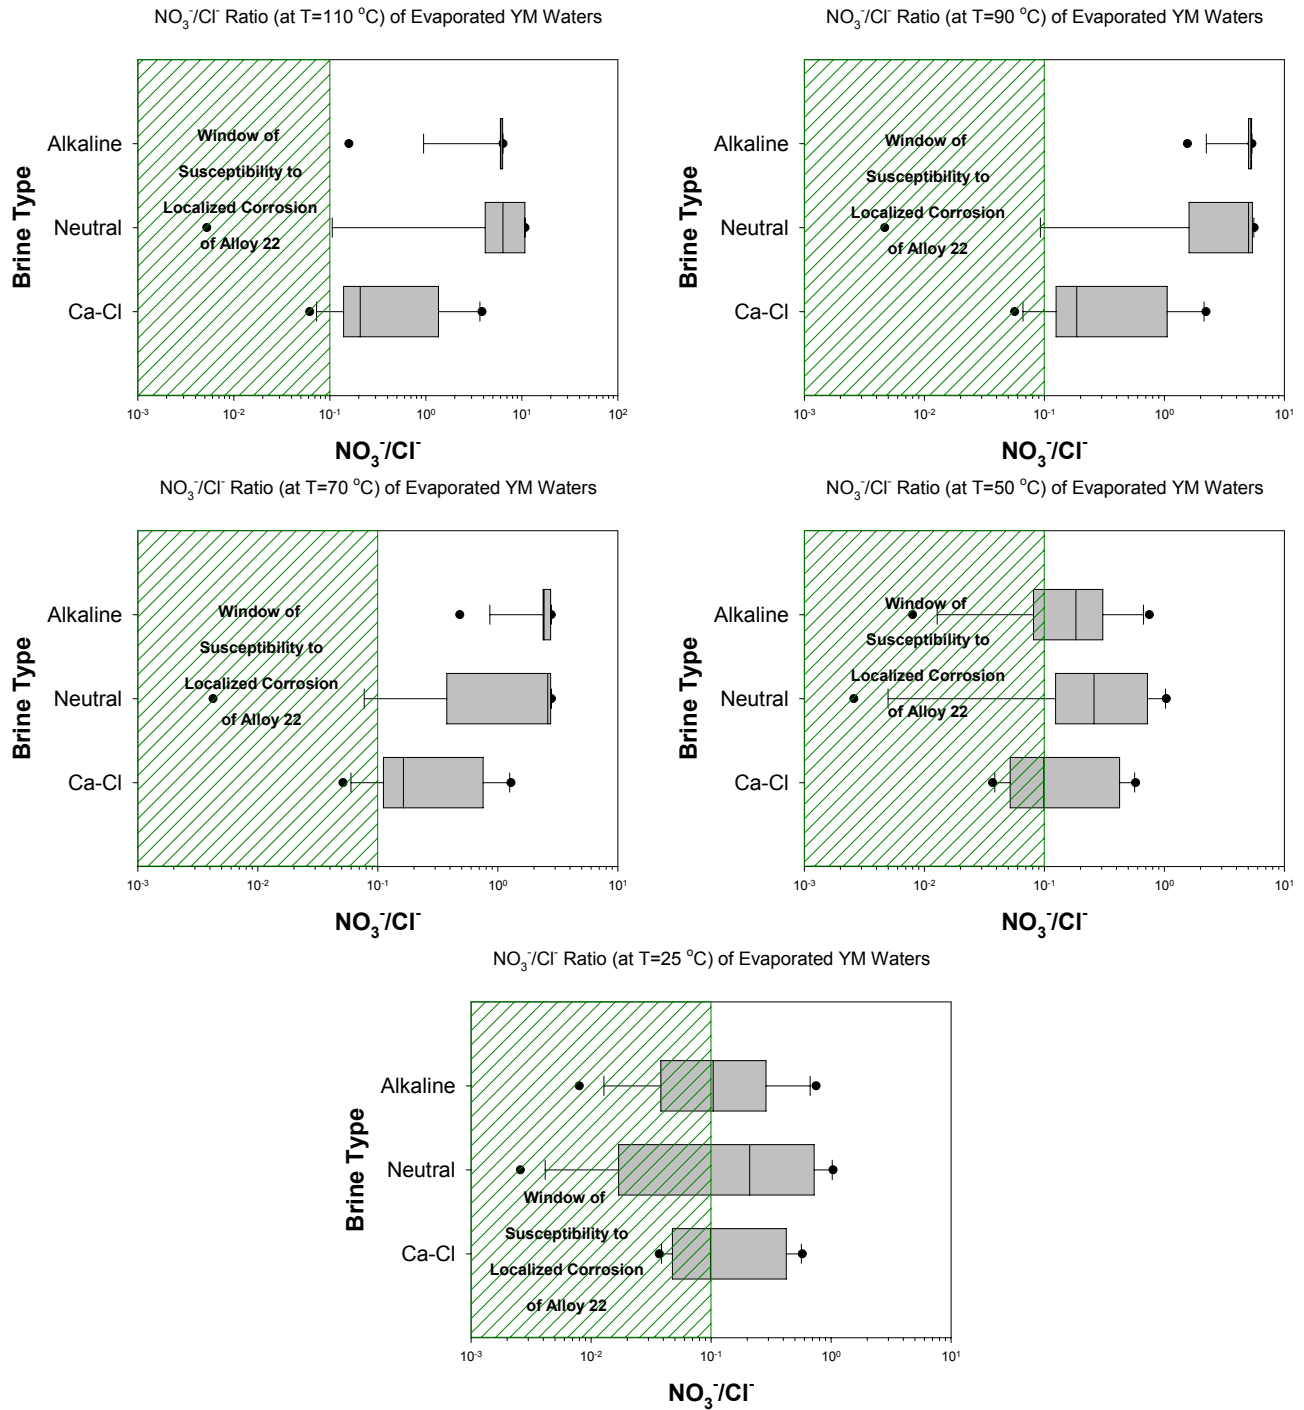 NO₃⁻/Cl⁻ Ratio (at T=110 °C) of Evaporated YM Waters
Brine Type
Alkaline
Neutral
Ca-Cl
Window of
Susceptibility to
Localized Corrosion
of Alloy 22
10⁻³ 10⁻² 10⁻¹ 10⁰ 10¹ 10²
NO₃⁻/Cl⁻
NO₃⁻/Cl⁻ Ratio (at T=90 °C) of Evaporated YM Waters
Brine Type
Alkaline
Neutral
Ca-Cl
Window of
Susceptibility to
Localized Corrosion
of Alloy 22
10⁻³ 10⁻² 10⁻¹ 10⁰ 10¹
NO₃⁻/Cl⁻
NO₃⁻/Cl⁻ Ratio (at T=70 °C) of Evaporated YM Waters
Brine Type
Alkaline
Neutral
Ca-Cl
Window of
Susceptibility to
Localized Corrosion
of Alloy 22
10⁻³ 10⁻² 10⁻¹ 10⁰ 10¹
NO₃⁻/Cl⁻
NO₃⁻/Cl⁻ Ratio (at T=50 °C) of Evaporated YM Waters
Brine Type
Alkaline
Neutral
Ca-Cl
Window of
Susceptibility to
Localized Corrosion
of Alloy 22
10⁻³ 10⁻² 10⁻¹ 10⁰ 10¹
NO₃⁻/Cl⁻
NO₃⁻/Cl⁻ Ratio (at T=25 °C) of Evaporated YM Waters
Brine Type
Alkaline
Neutral
Ca-Cl
Window of
Susceptibility to
Localized Corrosion
of Alloy 22
10⁻³ 10⁻² 10⁻¹ 10⁰ 10¹
NO₃⁻/Cl⁻